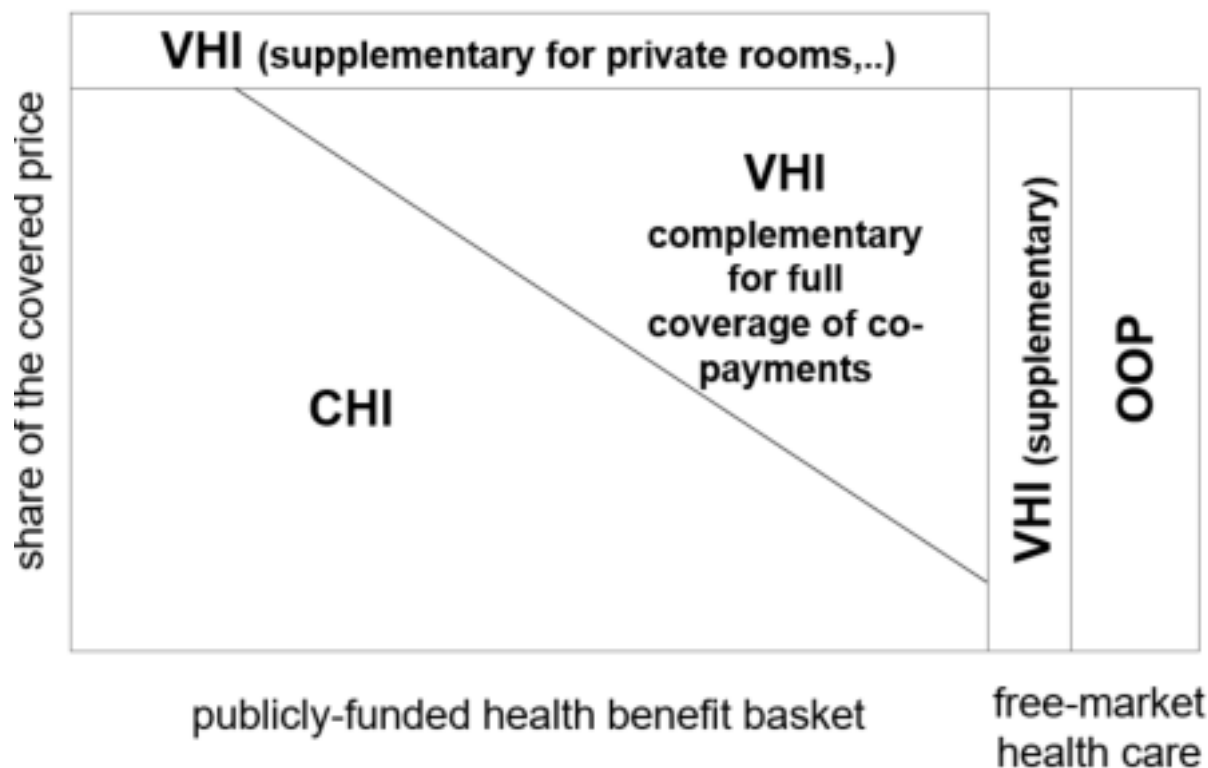 VHI (supplementary for private rooms,..)
share of the covered price
CHI
VHI
complementary
for full
coverage of co-
payments
VHI (supplementary)
OOP
publicly-funded health benefit basket
free-market
health care